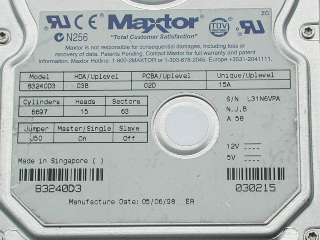 Maxtor
N256
"Total Customer Satisfaction"
Maxtor is not responsible for consequential damages, including loss or
recovery of data. Patents Pending. Contact Maxtor for full warranty and patent
information. Maxtor Hotline: 1-800-2MAXTOR or 1-303-678-2045. Europe +3531-2041111.
Model HDA/Uplevel PCBA/Uplevel Unique/Uplevel
83240D3 03B 02D 15A
Cylinders Heads Sectors
6697 15 63
S/N L31N6VPA
N.J.B
A 56
Jumper Master/Single Slave
J50 On Off
12V
5V
Made in Singapore ( )
83240D3
030215
Manufacture Date: 05/06/98 .ER